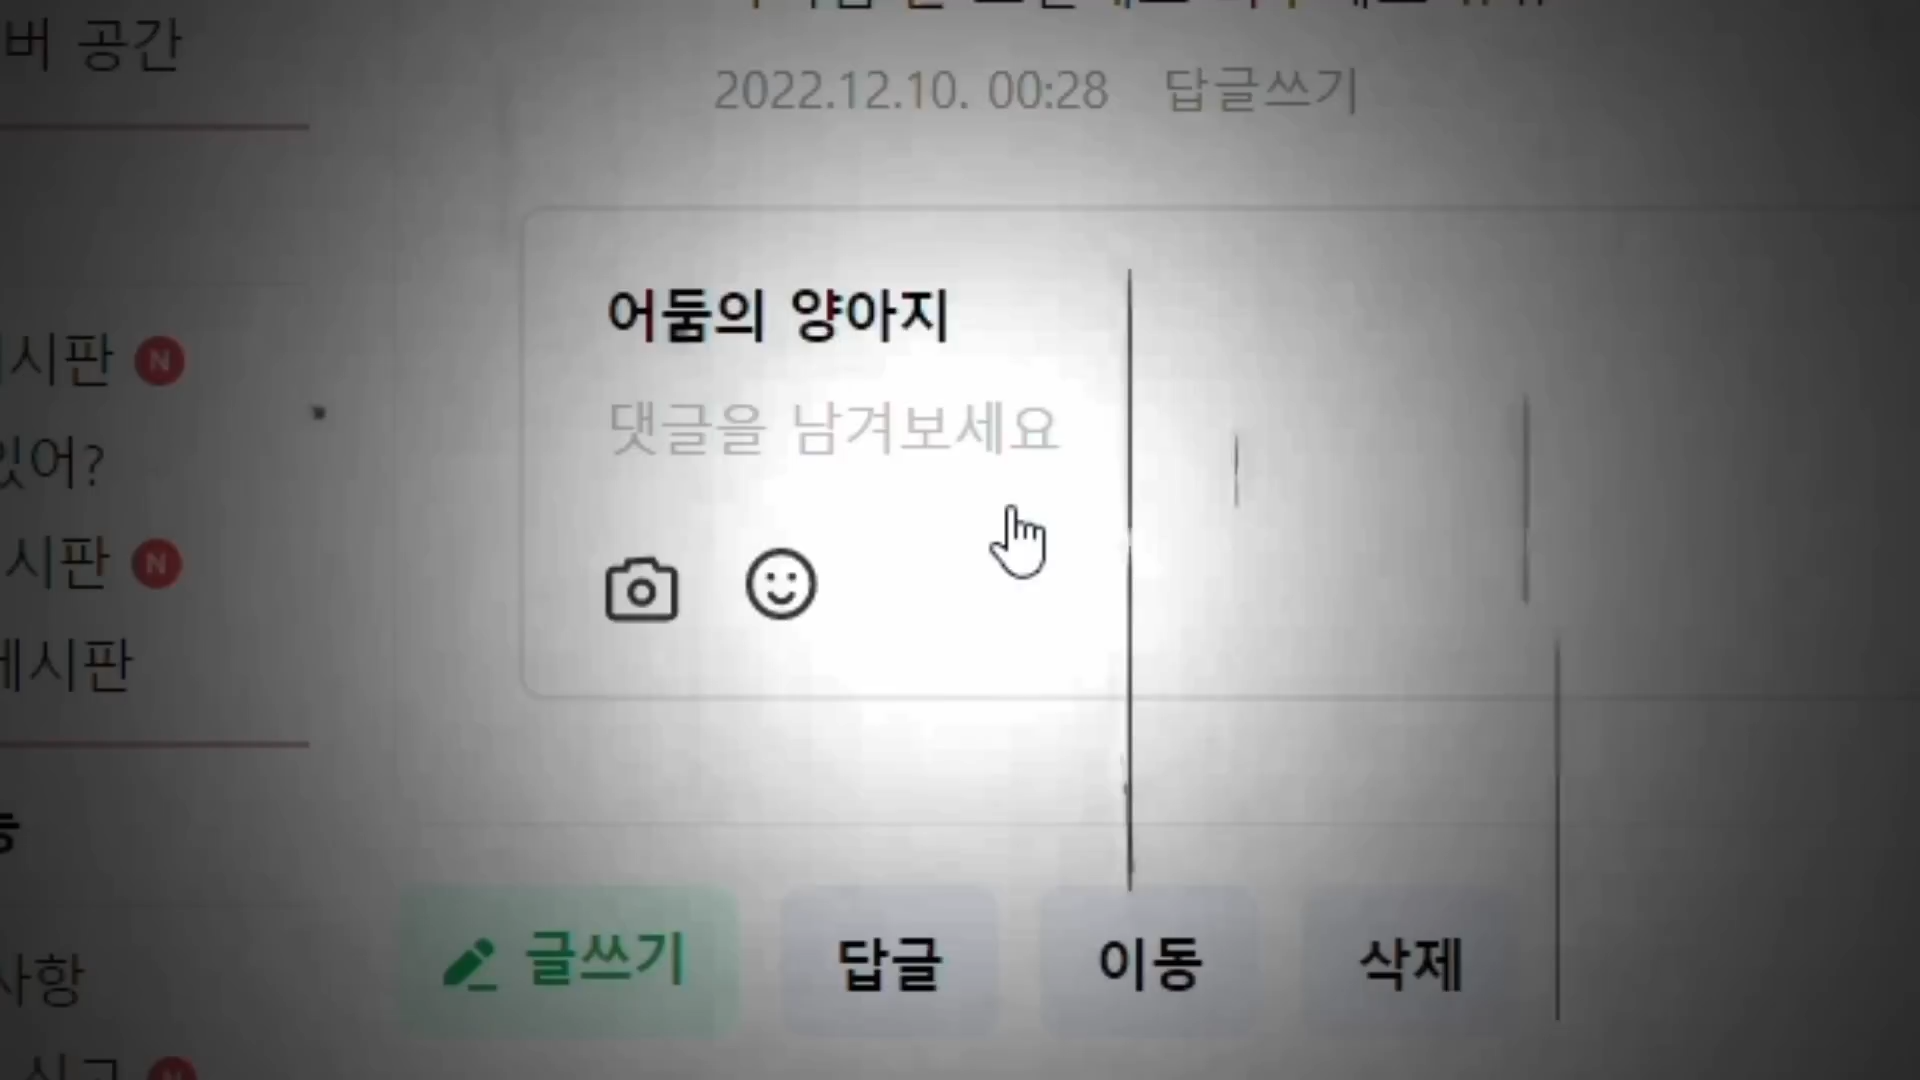 버 공간
2022.12.10. 00:28 답글쓰기
어둠의 양아지
시판 N
댓글을 남겨보세요
있어?
시판 N
게시판
글쓰기 답글 이동 삭제
사항
N